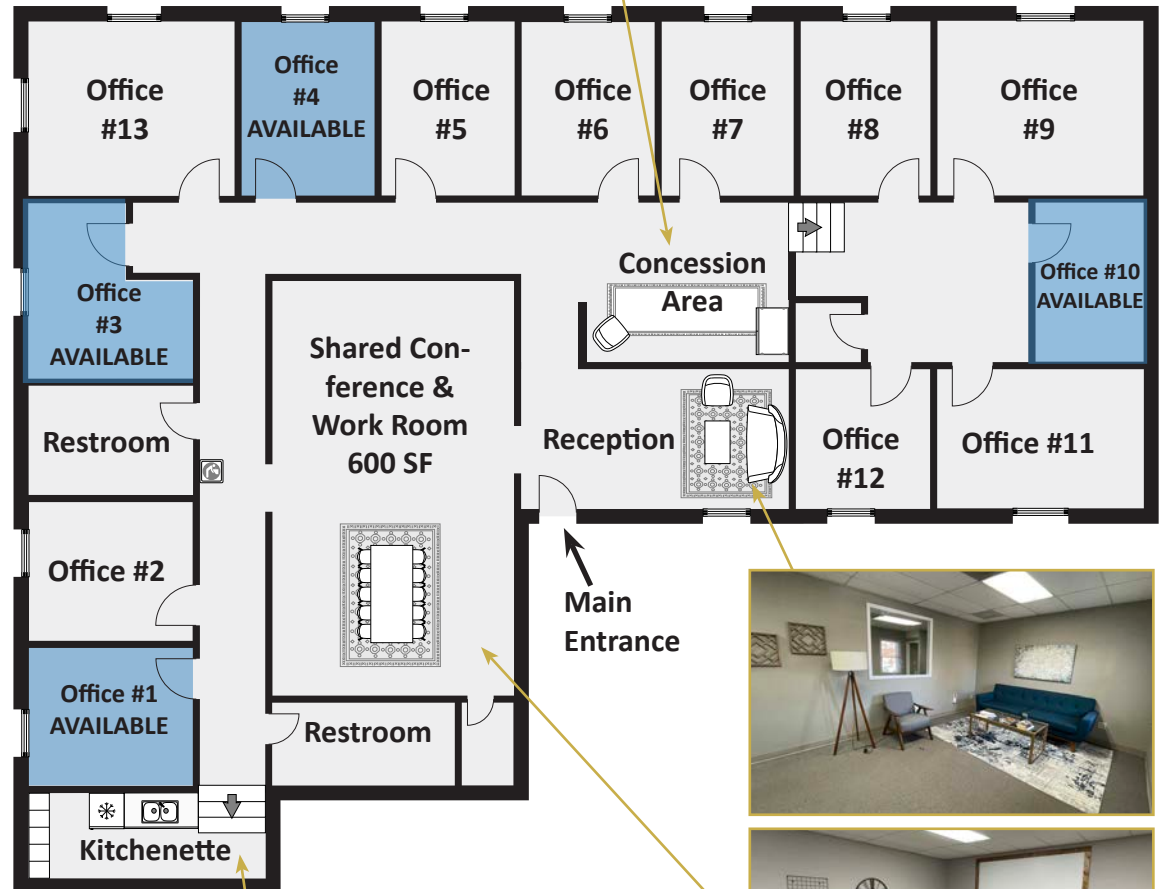 Office
#13
Office
#4
AVAILABLE
Office
#5
Office
#6
Office
#7
Office
#8
Office
#9
Office
#3
AVAILABLE
Concession
Area
Office #10
AVAILABLE
Shared Con-
ference &
Work Room
600 SF
Restroom
Reception
Office
#12
Office #11
Office #2
Main
Entrance
Office #1
AVAILABLE
Restroom
Kitchenette